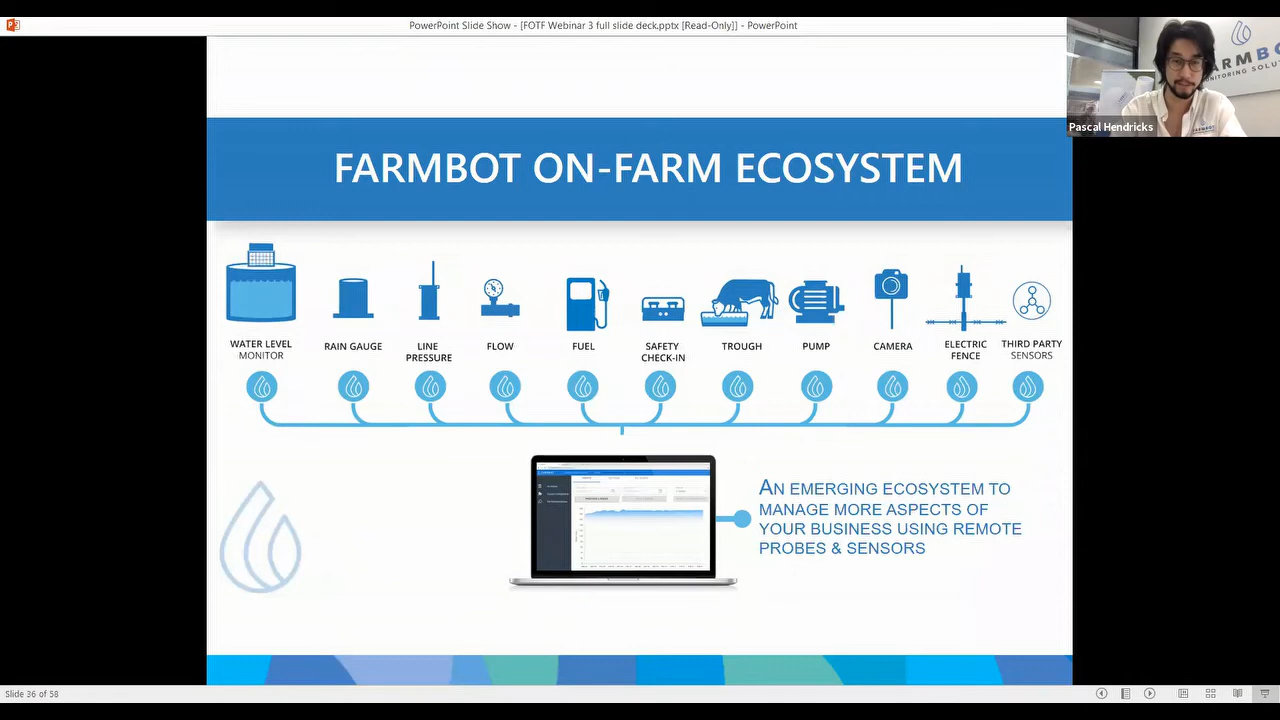 PowerPoint Slide Show - [FOTF Webinar 3 full slide deck.pptx [Read-Only]] - PowerPoint
ARMBO
NITORING SOLUT
Pascal Hendricks
FARMBOT ON-FARM ECOSYSTEM
WATER LEVEL
MONITOR
RAIN GAUGE
LINE
PRESSURE
FLOW
FUEL
SAFETY
CHECK-IN
TROUGH
PUMP
CAMERA
ELECTRIC
FENCE
THIRD PARTY
SENSORS
AN EMERGING ECOSYSTEM TO
MANAGE MORE ASPECTS OF
YOUR BUSINESS USING REMOTE
PROBES & SENSORS
Slide 36 of 58